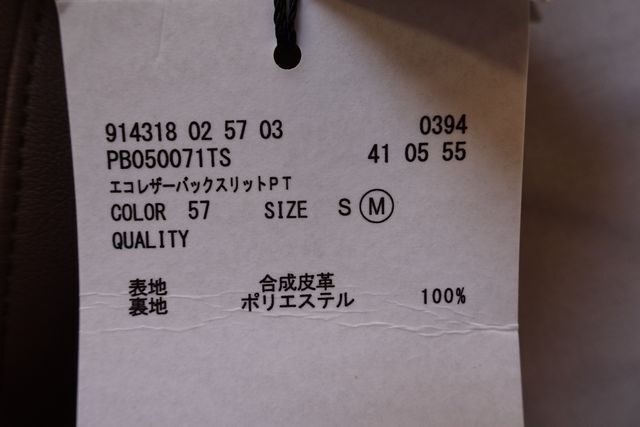 914318 02 57 03 0394
PB050071TS 41 05 55
エコレザーバックスリットPT
COLOR 57 SIZE S M
QUALITY
表地 合成皮革
裏地 ポリエステル 100%